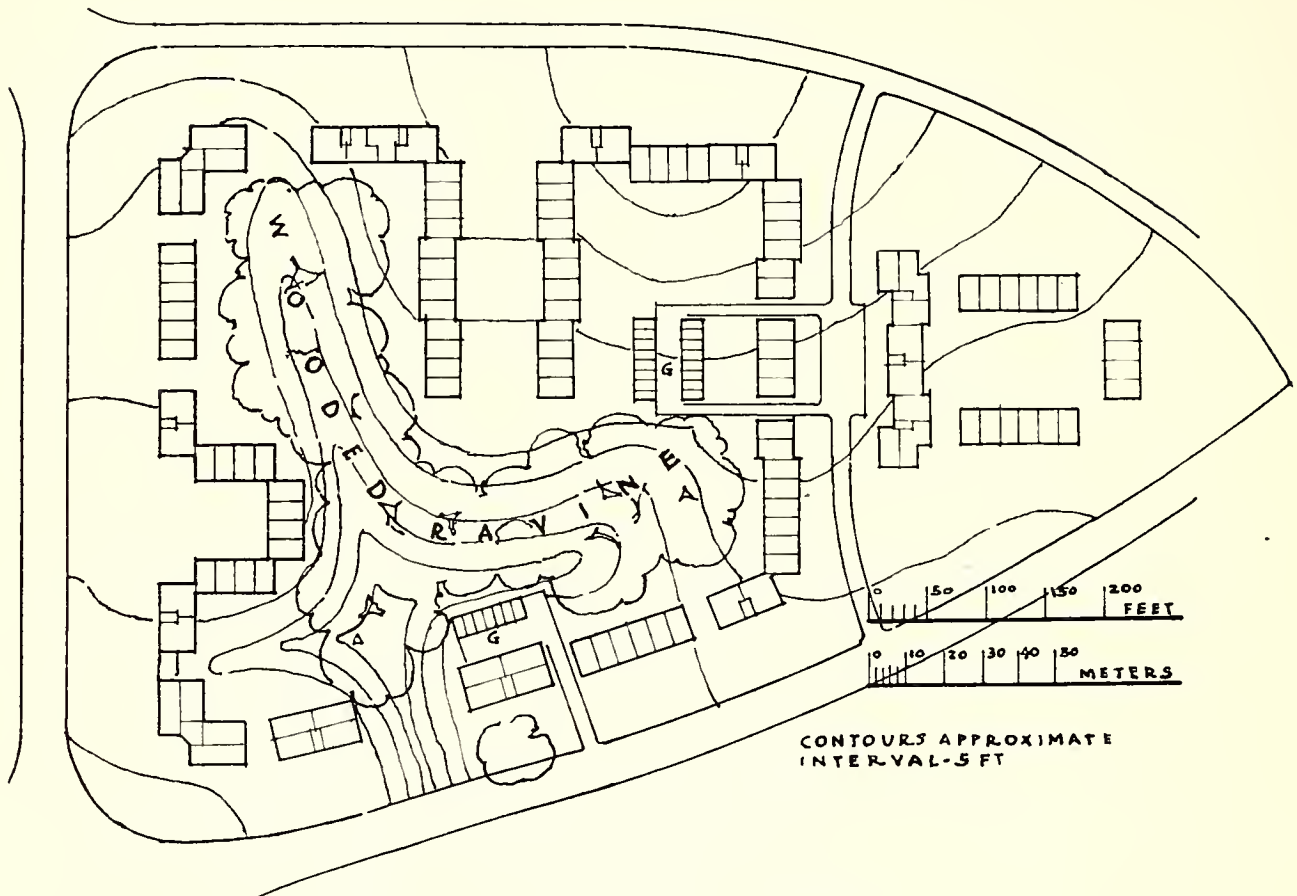 WOODED RAVINE
G
G
0 50 100 150 200
FEET
0 10 20 30 40 50
METERS
CONTOURS APPROXIMATE
INTERVAL-5 FT